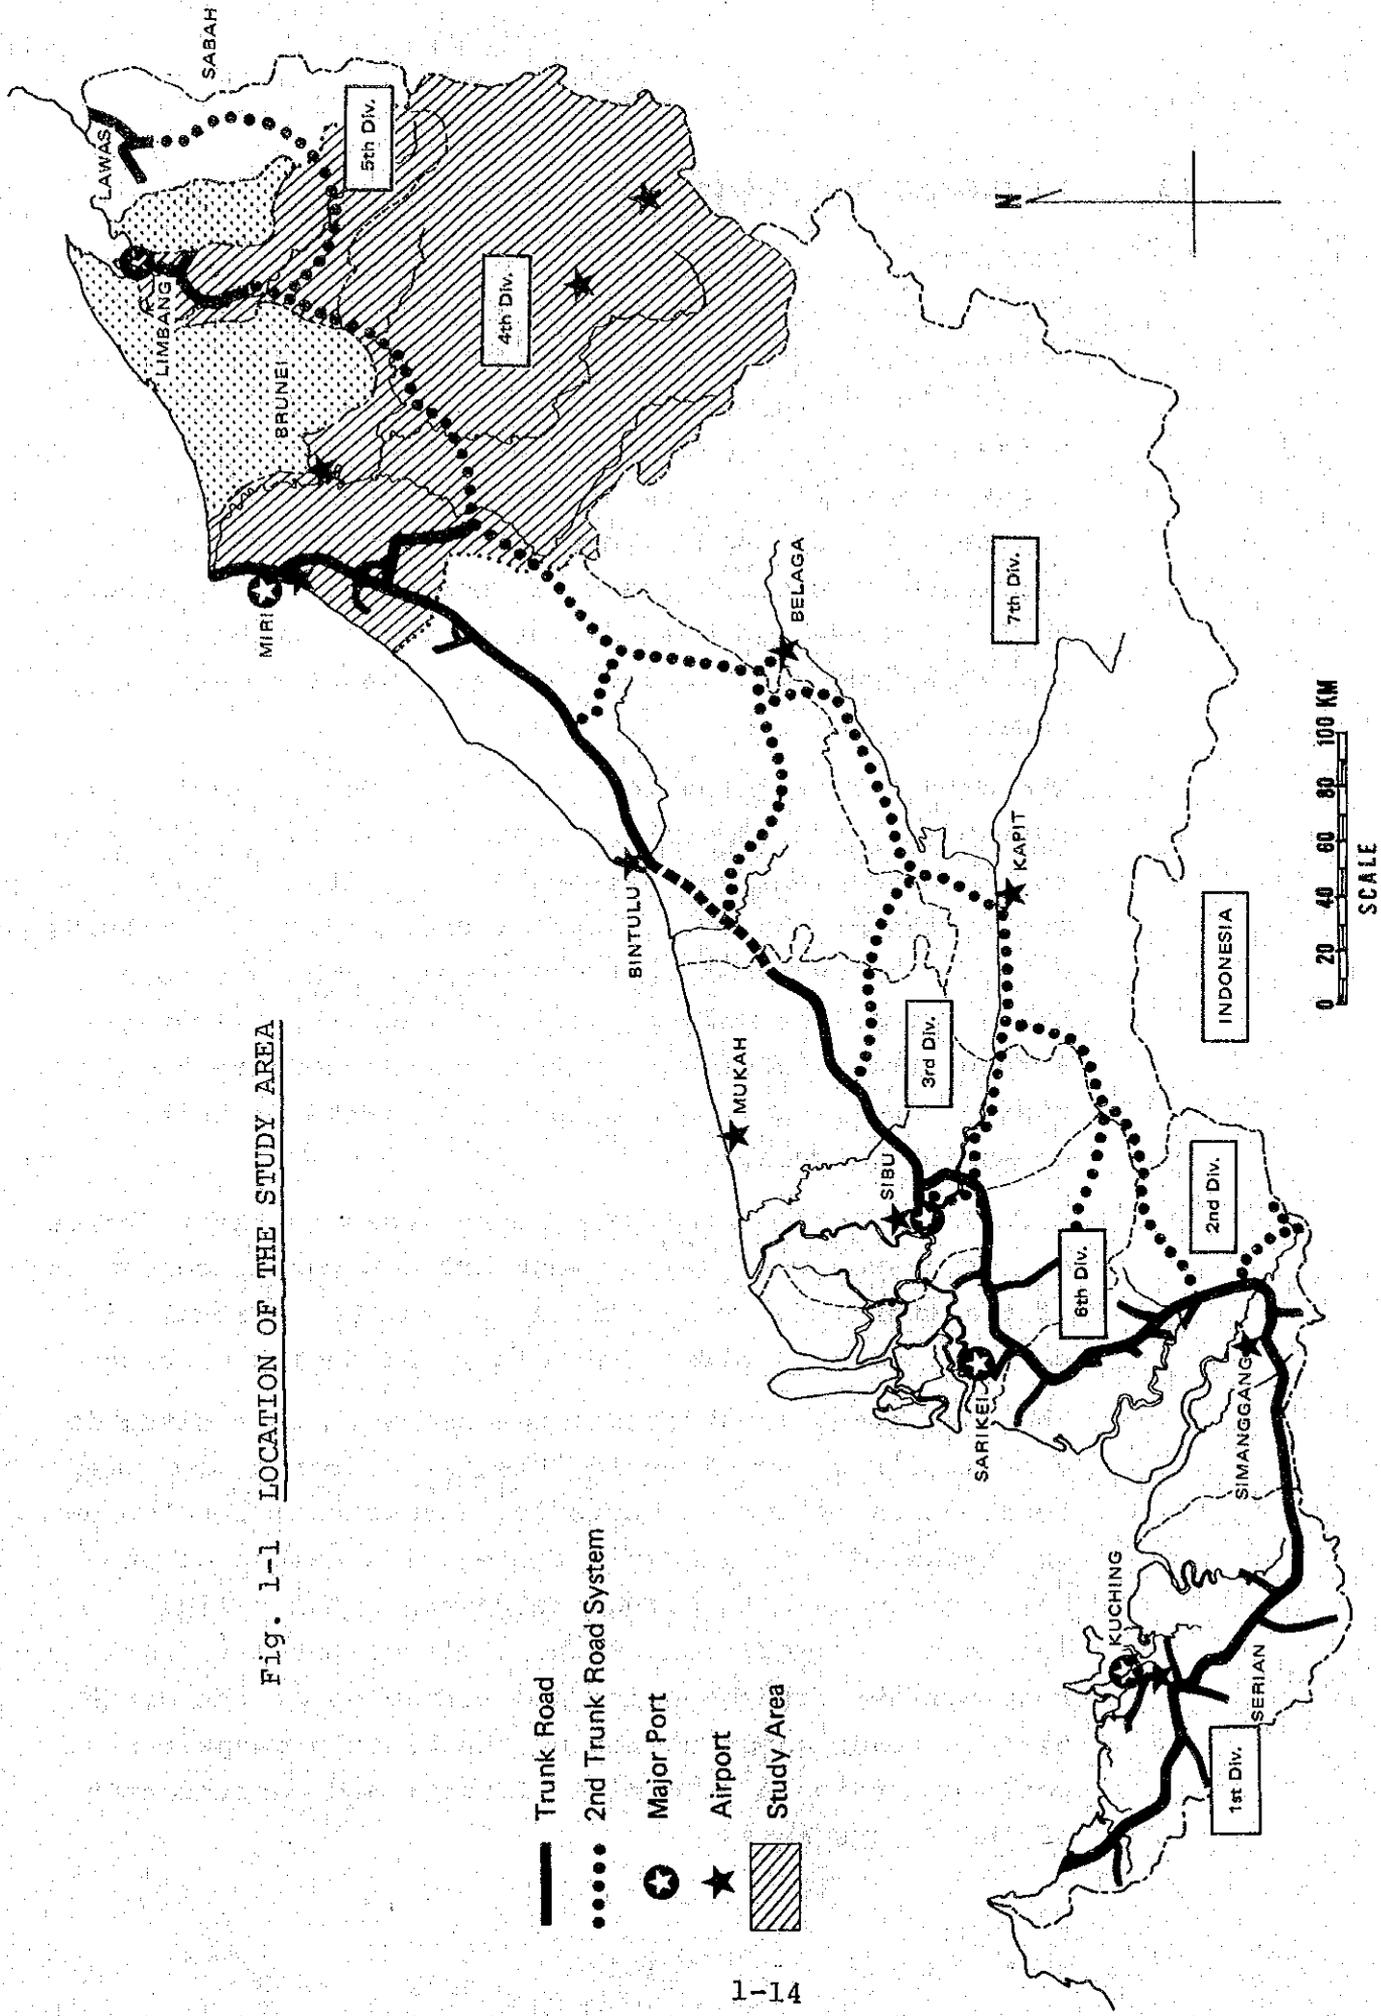 Fig. 1-1 LOCATION OF THE STUDY AREA
Trunk Road
2nd Trunk Road System
Major Port
Airport
Study Area
SABAH
LAWAS
LIMBANG
BRUNEI
5th Div.
4th Div.
MIRI
BELAGA
7th Div.
BINTULU
KAPIT
MUKAH
3rd Div.
SIBU
INDONESIA
2nd Div.
6th Div.
SARIKEI
SIMANGGANG
KUCHING
SERIAN
1st Div.
N
0 20 40 60 80 100 KM
SCALE
1-14